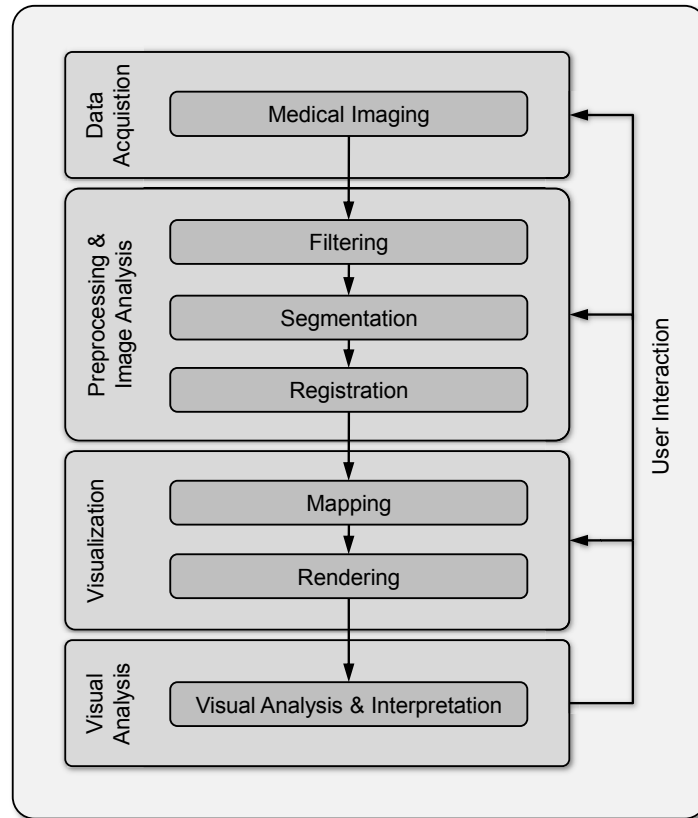 Data
Acquistion
Medical Imaging
Preprocessing &
Image Analysis
Filtering
Segmentation
Registration
Visualization
Mapping
Rendering
Visual
Analysis
Visual Analysis & Interpretation
User Interaction